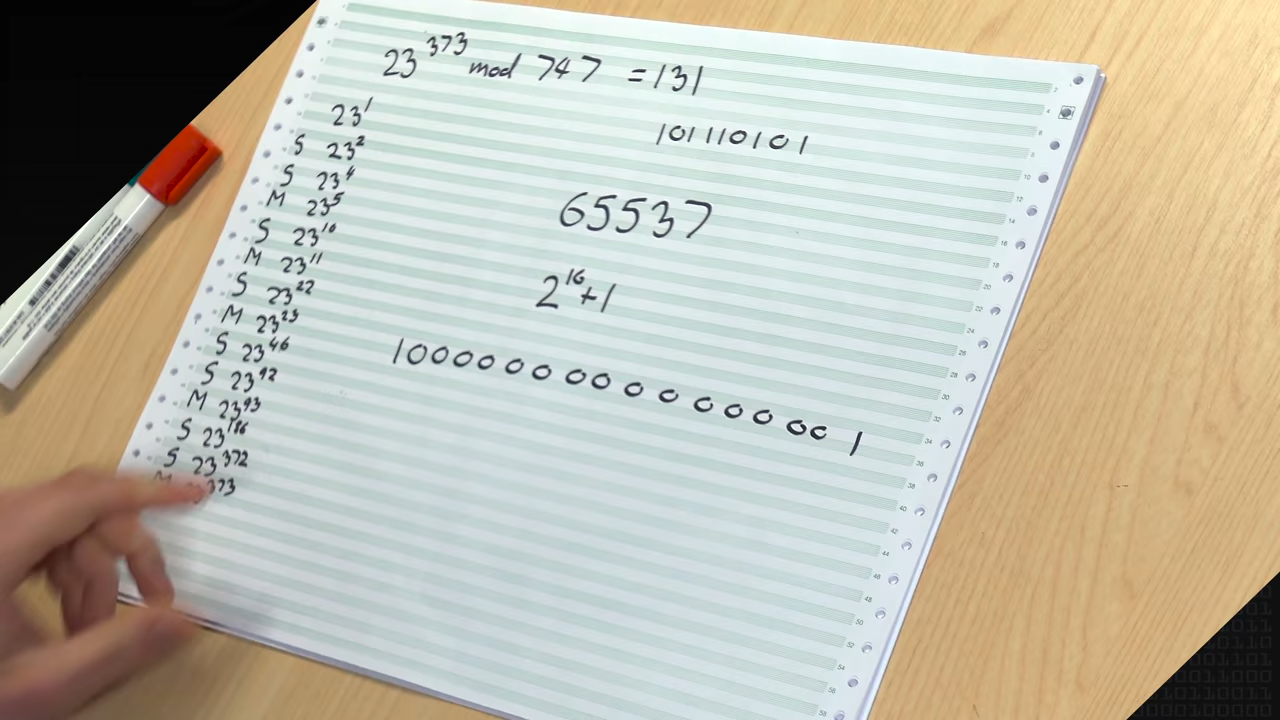 23^373 mod 747 = 131
101110101
23^1
S 23^2
S 23^4
M 23^5
S 23^10
M 23^11
S 23^22
M 23^23
S 23^46
S 23^92
M 23^93
S 23^186
S 23^372
M 373
65537
2^16+1
10000000000000001